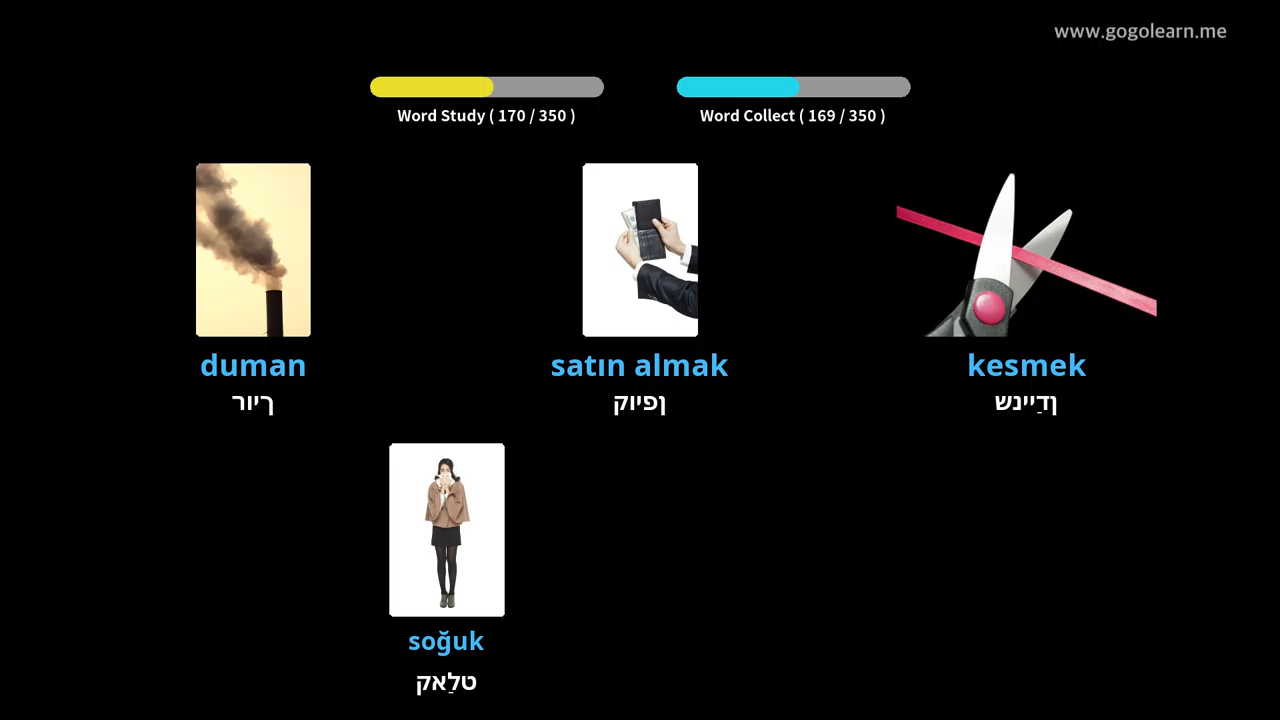 www.gogolearn.me
Word Study ( 170 / 350 )
Word Collect ( 169 / 350 )
duman
ךיור
satın almak
ןפיוק
kesmek
ןדַיינש
soğuk
טלַאק